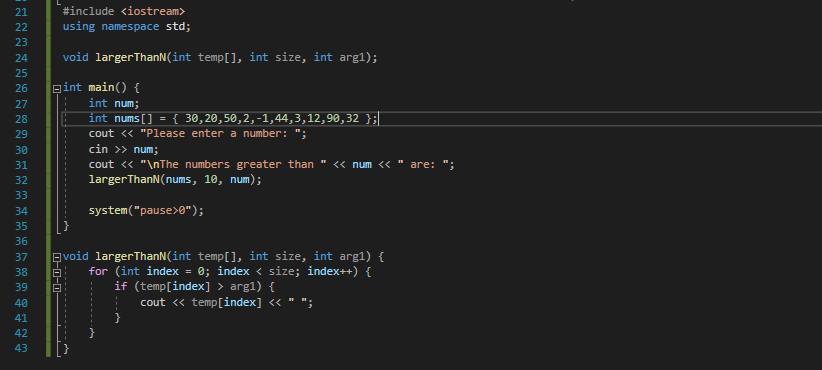 21 #include <iostream>
22 using namespace std;
23
24 void largerThanN(int temp[], int size, int arg1);
25
26 int main() {
27 int num;
28 int nums[] = { 30,20,50,2,-1,44,3,12,90,32 };
29 cout << "Please enter a number: ";
30 cin >> num;
31 cout << "\nThe numbers greater than " << num << " are: ";
32 largerThanN(nums, 10, num);
33
34 system("pause>0");
35 }
36
37 void largerThanN(int temp[], int size, int arg1) {
38 for (int index = 0; index < size; index++) {
39 if (temp[index] > arg1) {
40 cout << temp[index] << " ";
41 }
42 }
43 }